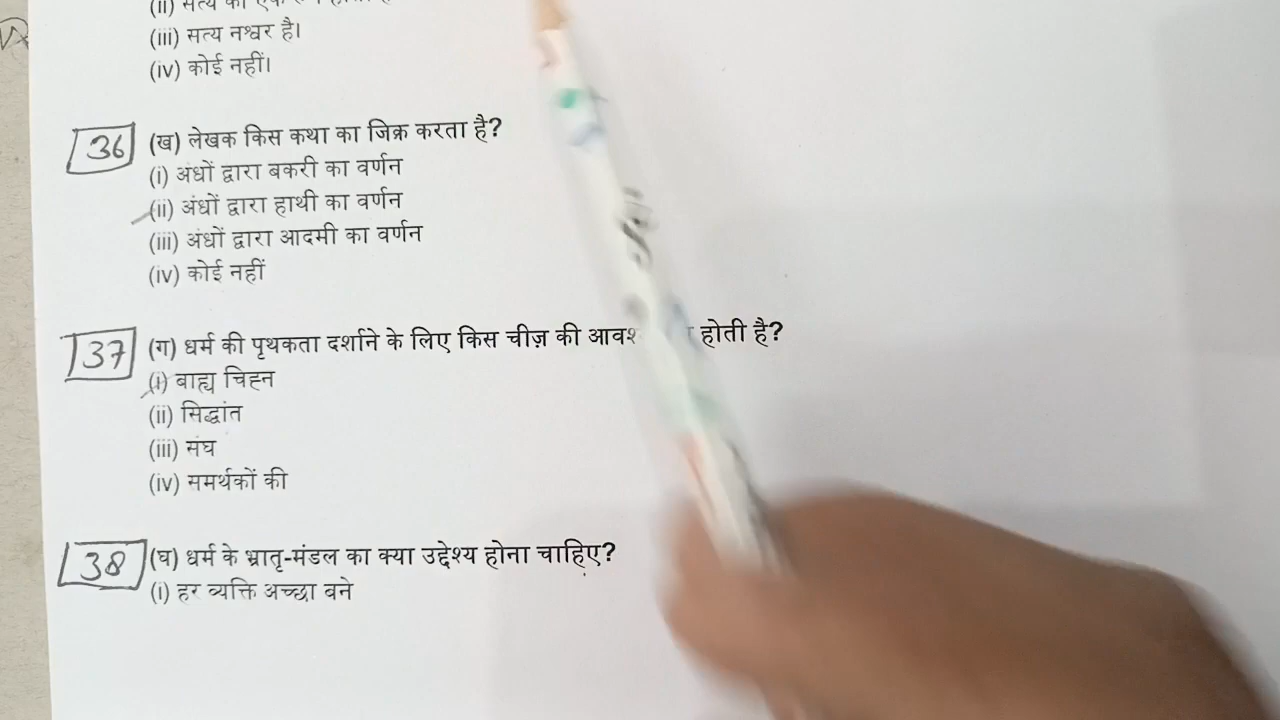 (iii) सत्य नश्वर है।
(iv) कोई नहीं।
36 (ख) लेखक किस कथा का जिक्र करता है?
(i) अंधों द्वारा बकरी का वर्णन
(ii) अंधों द्वारा हाथी का वर्णन
(iii) अंधों द्वारा आदमी का वर्णन
(iv) कोई नहीं
37 (ग) धर्म की पृथकता दर्शाने के लिए किस चीज़ की होती है?
(i) बाह्य चिह्न
(ii) सिद्धांत
(iii) संघ
(iv) समर्थकों की
38 (घ) धर्म के भ्रातृ-मंडल का क्या उद्देश्य होना चाहिए?
(i) हर व्यक्ति अच्छा बने